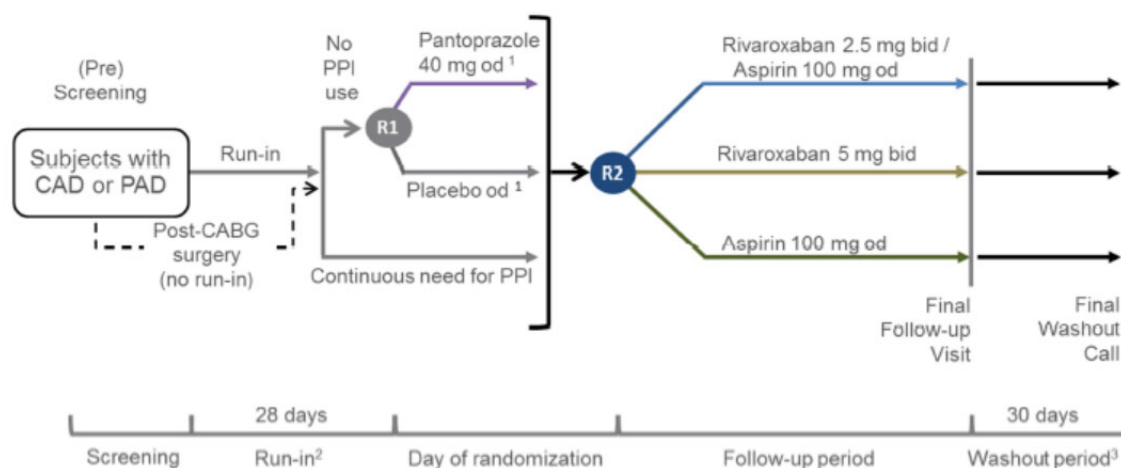 (Pre)
Screening
Subjects with
CAD or PAD
Run-in
Post-CABG
surgery
(no run-in)
No
PPI
use
R1
Pantoprazole
40 mg od 1
Placebo od 1
Continuous need for PPI
R2
Rivaroxaban 2.5 mg bid /
Aspirin 100 mg od
Rivaroxaban 5 mg bid
Aspirin 100 mg od
Final
Follow-up
Visit
Final
Washout
Call
28 days
30 days
Screening
Run-in2
Day of randomization
Follow-up period
Washout period3